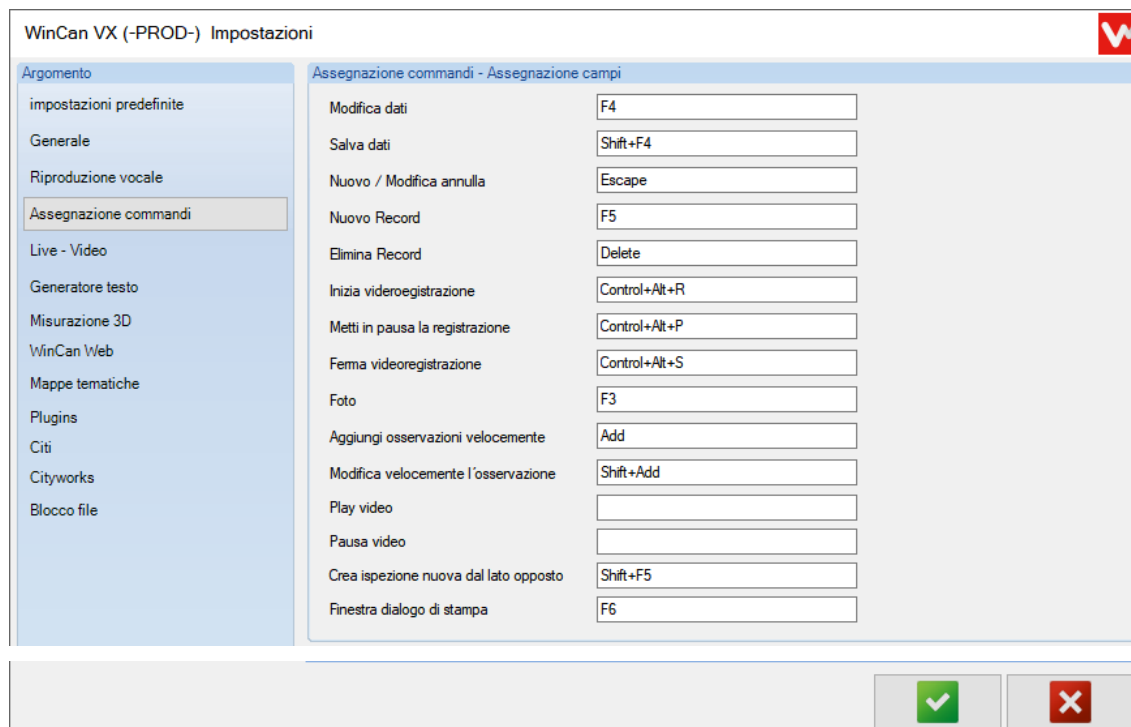 WinCan VX (-PROD-) Impostazioni
Argomento
impostazioni predefinite
Generale
Riproduzione vocale
Assegnazione commandi
Live - Video
Generatore testo
Misurazione 3D
WinCan Web
Mappe tematiche
Plugins
Citi
Cityworks
Blocco file
Assegnazione commandi - Assegnazione campi
Modifica dati F4
Salva dati Shift+F4
Nuovo / Modifica annulla Escape
Nuovo Record F5
Elimina Record Delete
Inizia videroegistrazione Control+Alt+R
Metti in pausa la registrazione Control+Alt+P
Ferma videoregistrazione Control+Alt+S
Foto F3
Aggiungi osservazioni velocemente Add
Modifica velocemente l´osservazione Shift+Add
Play video
Pausa video
Crea ispezione nuova dal lato opposto Shift+F5
Finestra dialogo di stampa F6